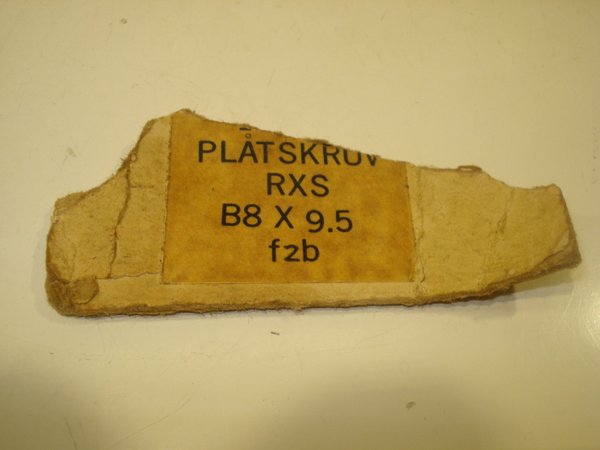 PLÅTSKRUV
RXS
B8 X 9.5
fzb